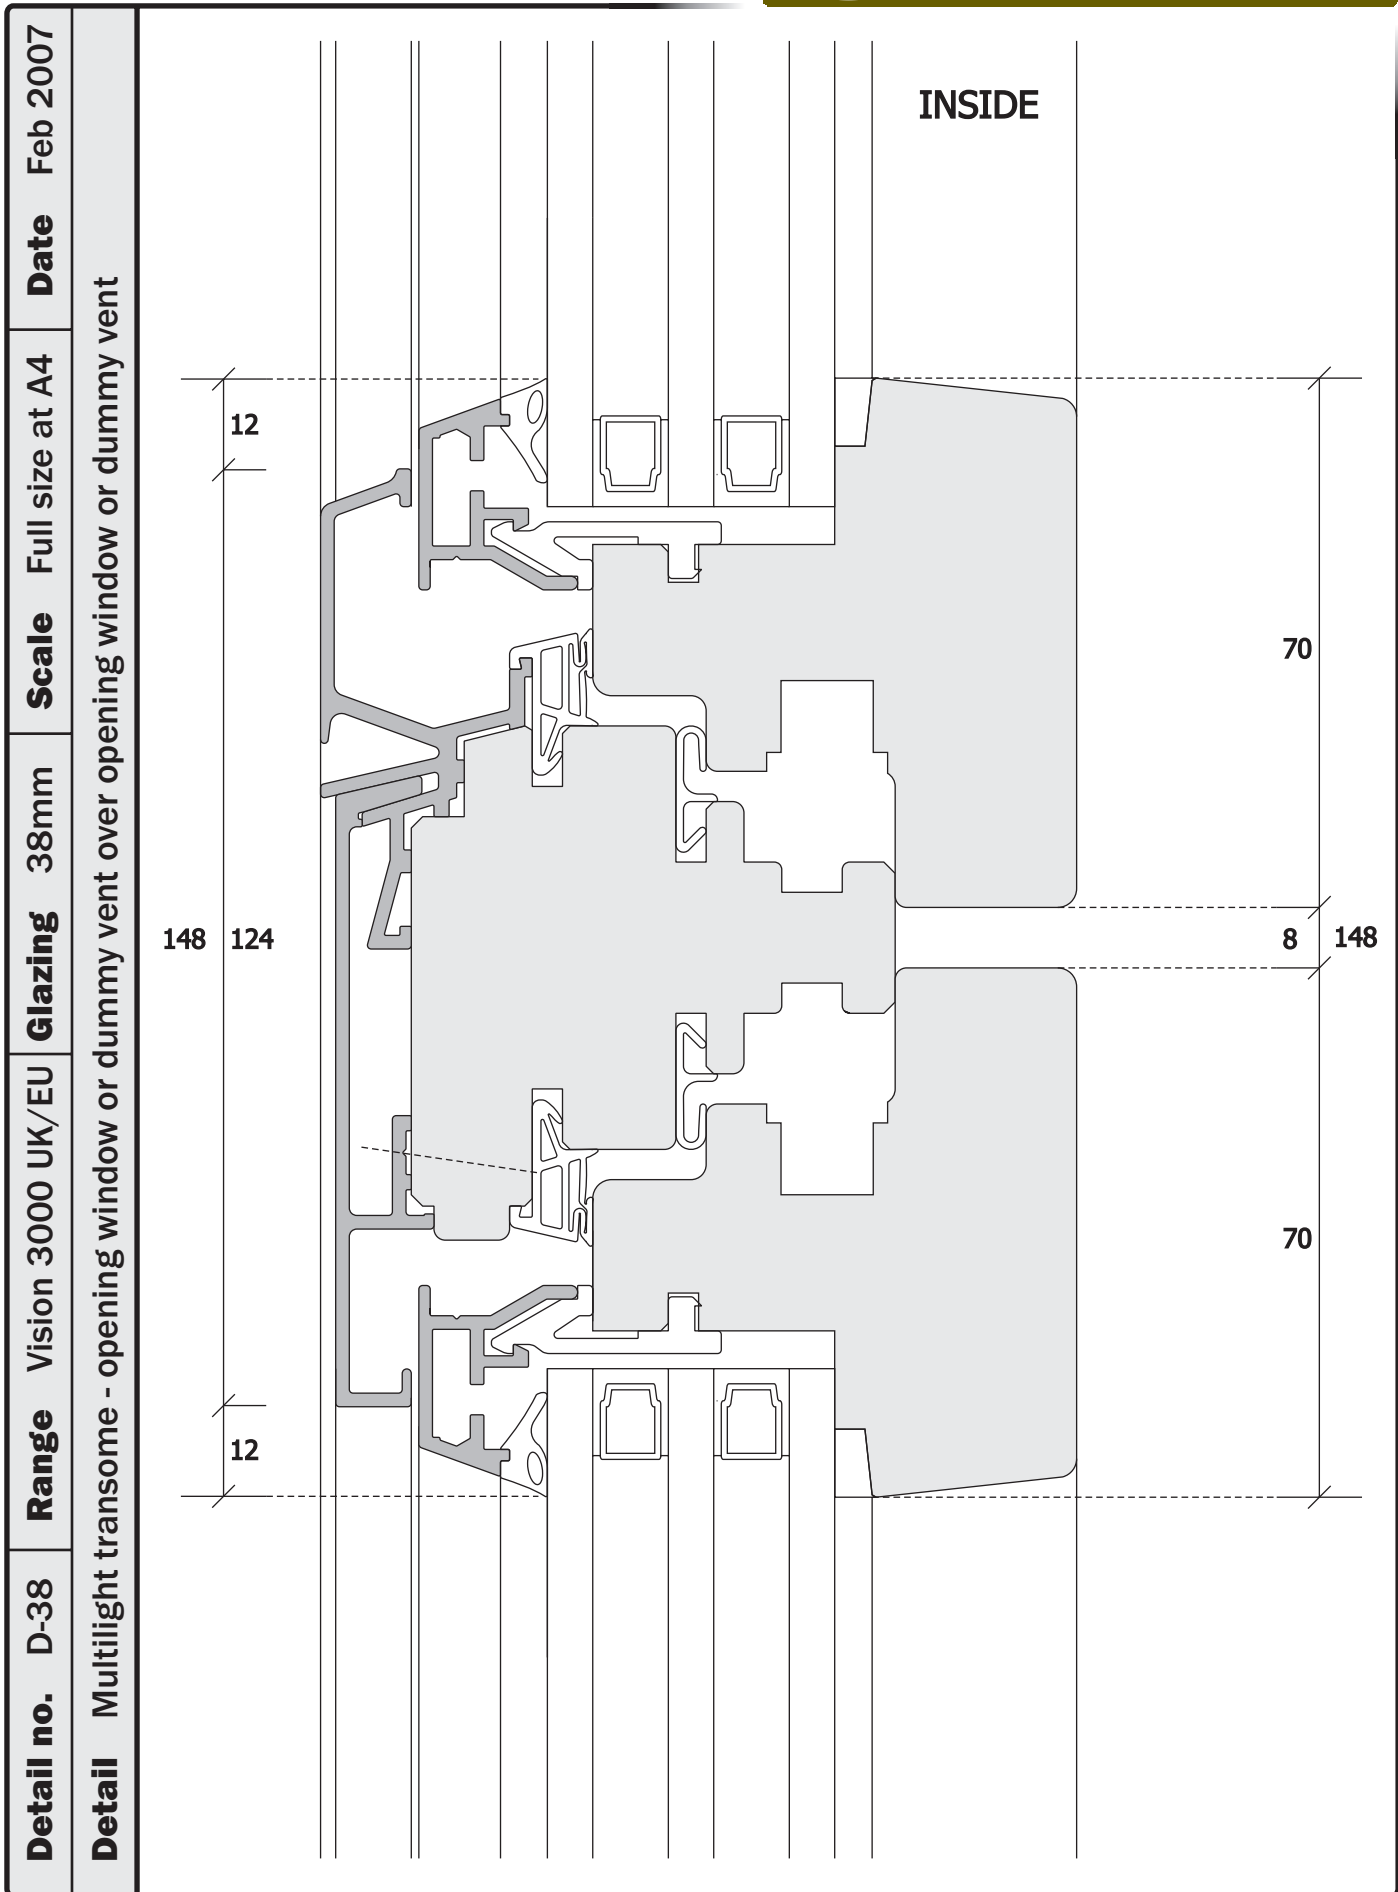 Detail no. D-38 Range Vision 3000 UK/EU Glazing 38mm Scale Full size at A4 Date Feb 2007
Detail Multilight transome - opening window or dummy vent over opening window or dummy vent
INSIDE
12
70
148 124
8 148
70
12